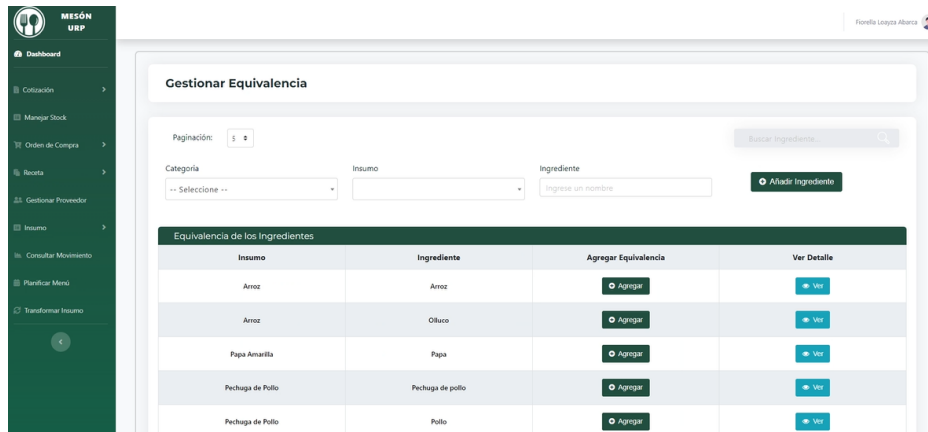 MESÓN
URP
Fiorella Loayza Abarca
Dashboard
Cotización
Manejar Stock
Orden de Compra
Receta
Gestionar Proveedor
Insumo
Consultar Movimiento
Planificar Menú
Transformar Insumo
Gestionar Equivalencia
Paginación: 5
Buscar Ingrediente...
Categoría Insumo Ingrediente
-- Seleccione -- Ingrese un nombre Añadir Ingrediente
Equivalencia de los Ingredientes
Insumo Ingrediente Agregar Equivalencia Ver Detalle
Arroz Arroz Agregar Ver
Arroz Olluco Agregar Ver
Papa Amarilla Papa Agregar Ver
Pechuga de Pollo Pechuga de pollo Agregar Ver
Pechuga de Pollo Pollo Agregar Ver